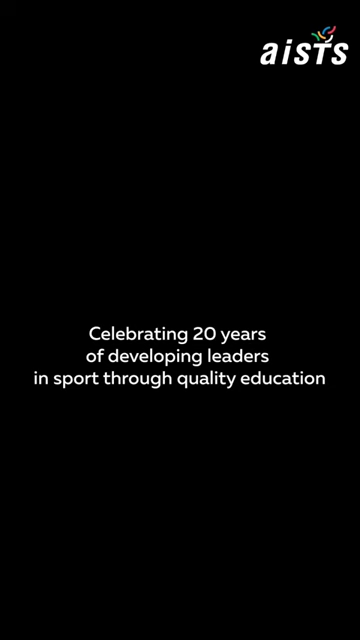 aiSTS
Celebrating 20 years
of developing leaders
in sport through quality education